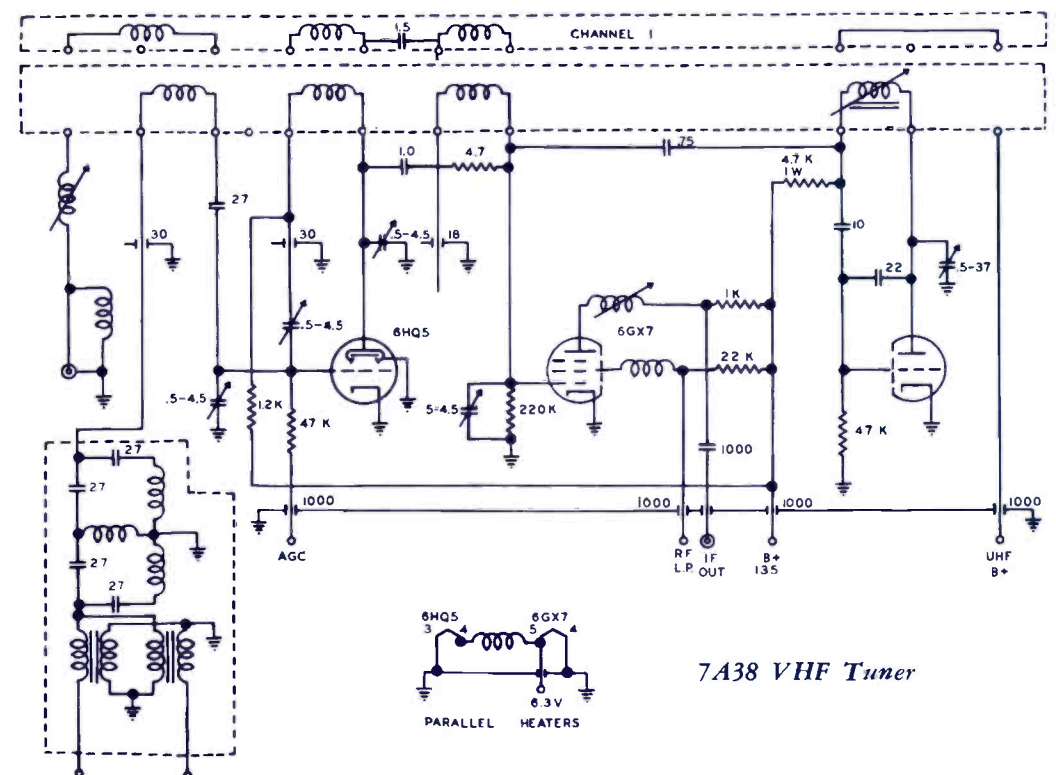 1.5
CHANNEL 1
1.0
4.7
.75
4.7 K
1W
27
30
30
.5-4.5
18
10
.5-37
22
1K
.5-4.5
6HQ5
6GX7
22 K
.5-4.5
1.2K
47 K
5-4.5
220K
47 K
1000
27
27
1000
1000
1000
1000
AGC
RF
L.P.
IF
OUT
B+
135
UHF
B+
27
27
6HQ5
6GX7
3
4
5
4
6.3V
PARALLEL HEATERS
7A38 VHF Tuner